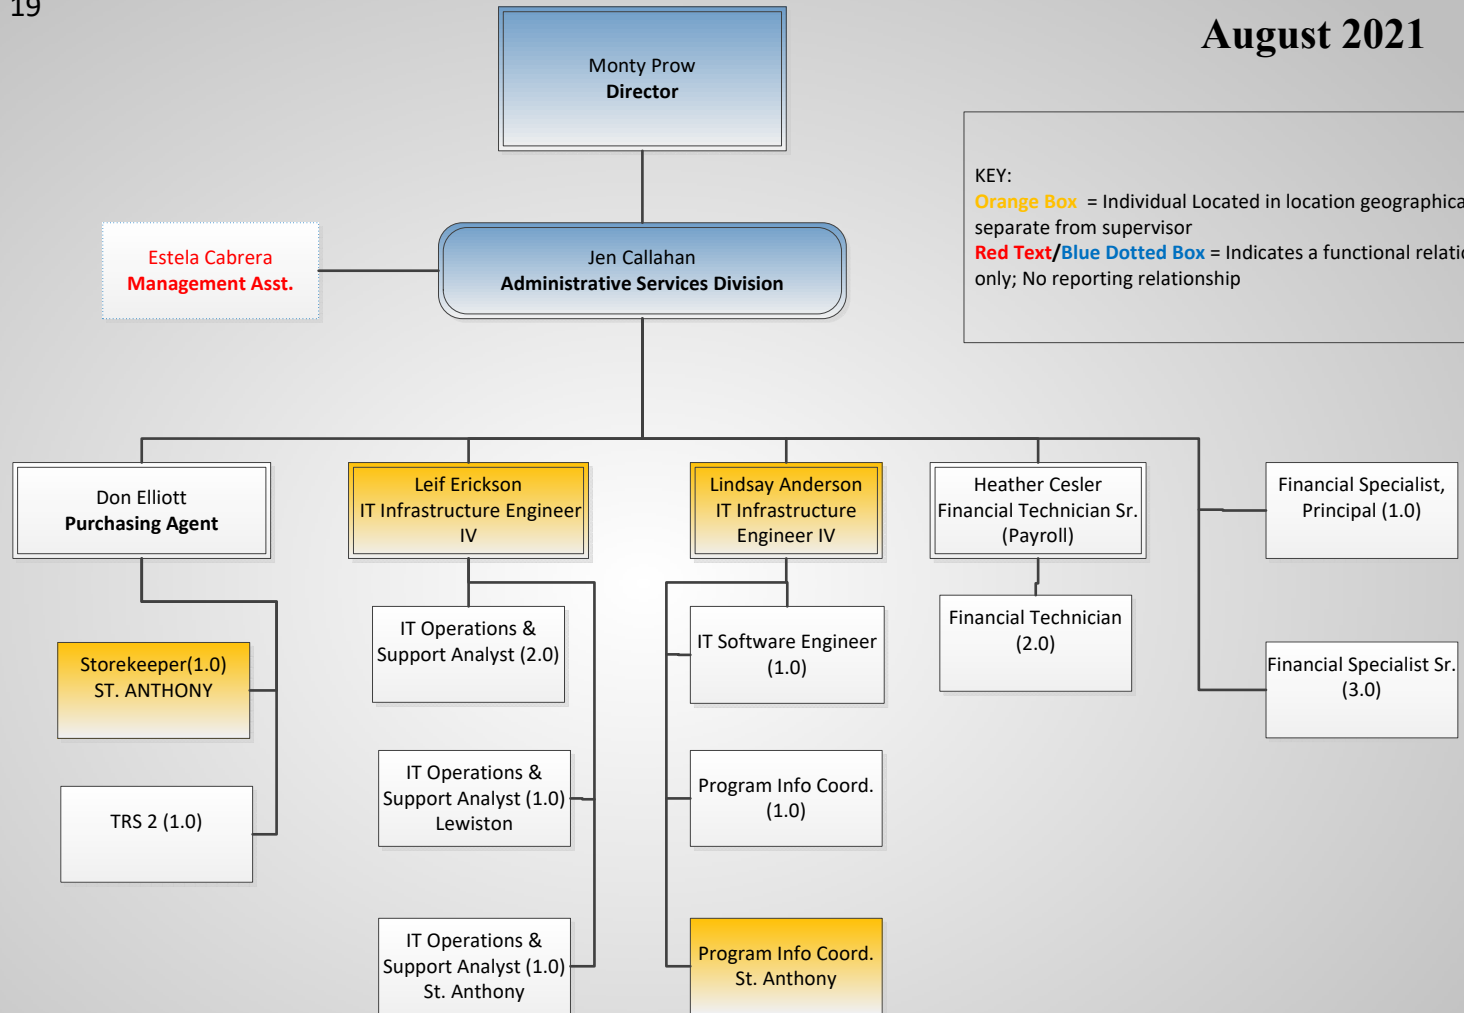 19
August 2021
Monty Prow
Director
KEY:
Orange Box = Individual Located in location geographica
separate from supervisor
Red Text/Blue Dotted Box = Indicates a functional relatio
only; No reporting relationship
Estela Cabrera
Management Asst.
Jen Callahan
Administrative Services Division
Don Elliott
Purchasing Agent
Leif Erickson
IT Infrastructure Engineer
IV
Lindsay Anderson
IT Infrastructure
Engineer IV
Heather Cesler
Financial Technician Sr.
(Payroll)
Financial Specialist,
Principal (1.0)
Storekeeper(1.0)
ST. ANTHONY
IT Operations &
Support Analyst (2.0)
IT Software Engineer
(1.0)
Financial Technician
(2.0)
Financial Specialist Sr.
(3.0)
TRS 2 (1.0)
IT Operations &
Support Analyst (1.0)
Lewiston
Program Info Coord.
(1.0)
IT Operations &
Support Analyst (1.0)
St. Anthony
Program Info Coord.
St. Anthony